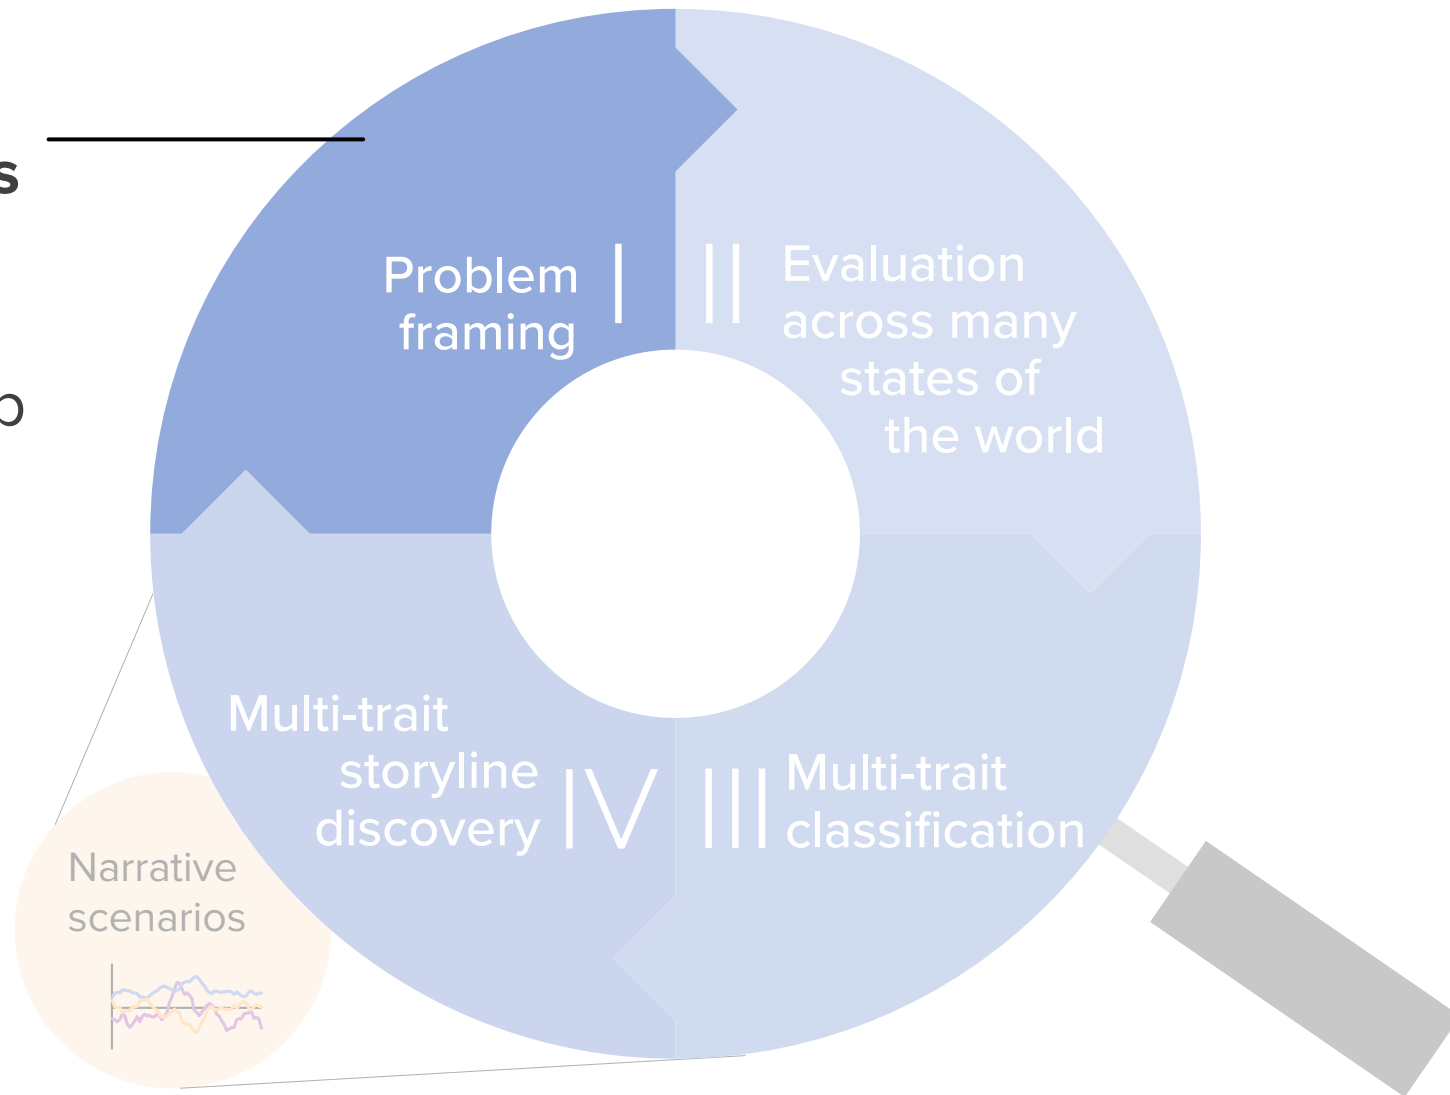 Problem
framing
I
II
Evaluation
across many
states of
the world
Multi-trait
storyline
discovery
IV
III
Multi-trait
classification
Narrative
scenarios